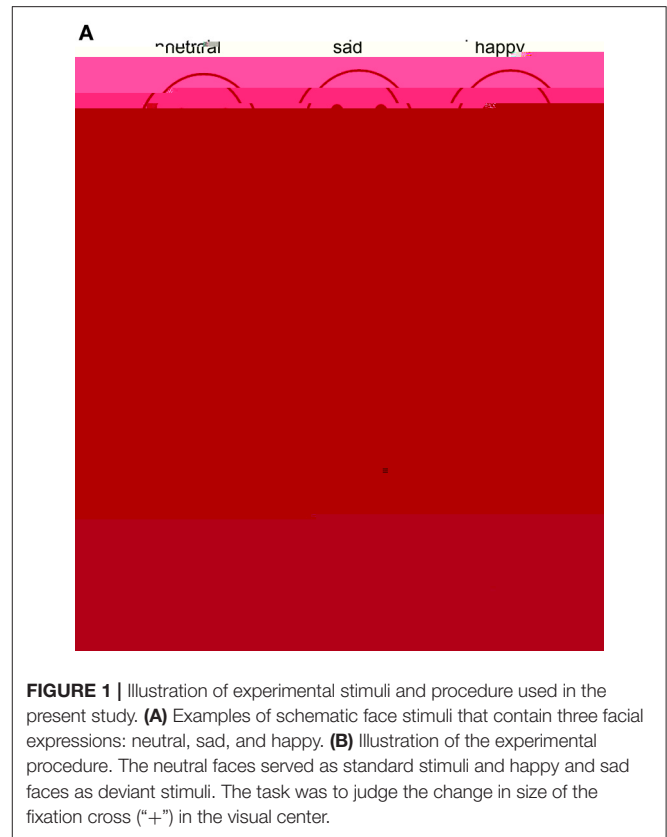 A
neutral sad happy
FIGURE 1 | Illustration of experimental stimuli and procedure used in the
present study. (A) Examples of schematic face stimuli that contain three facial
expressions: neutral, sad, and happy. (B) Illustration of the experimental
procedure. The neutral faces served as standard stimuli and happy and sad
faces as deviant stimuli. The task was to judge the change in size of the
fixation cross (“+”) in the visual center.